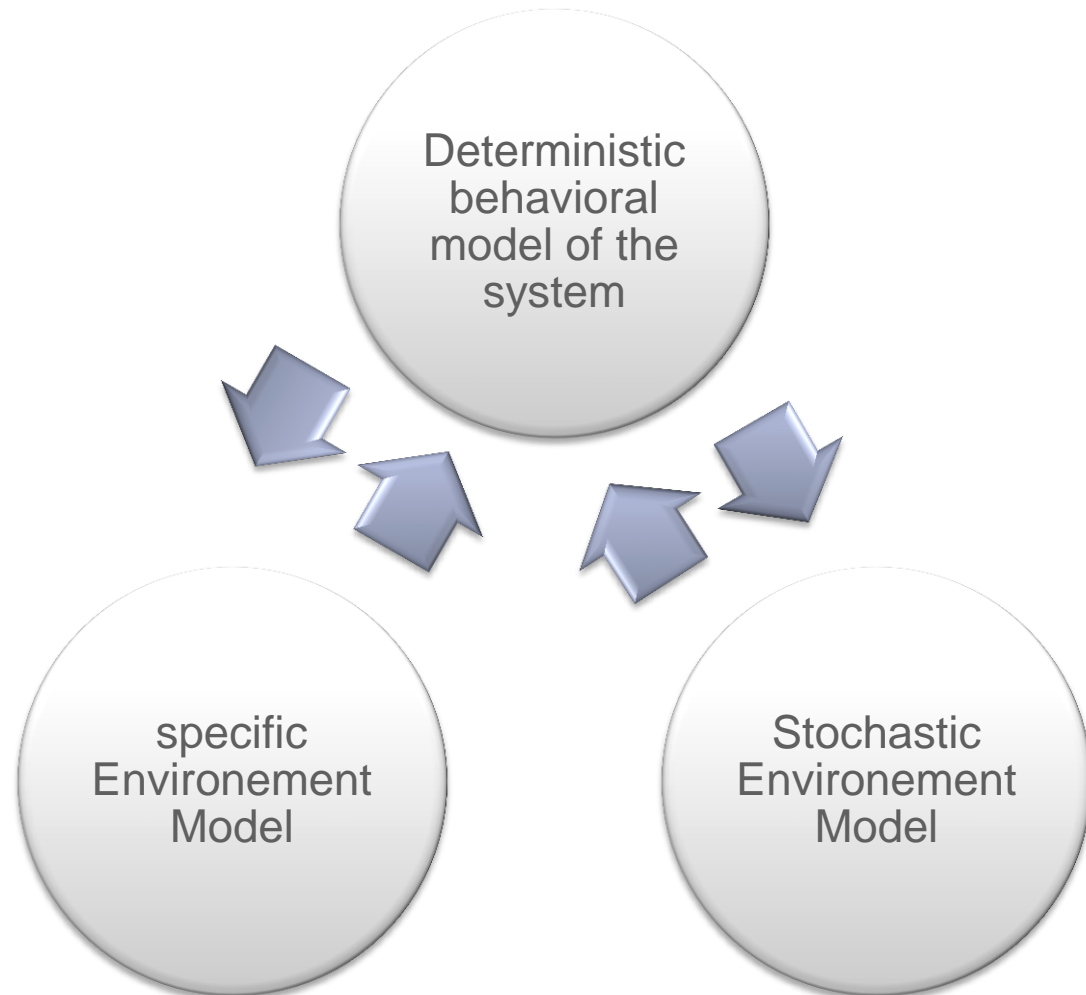 Deterministic
behavioral
model of the
system
specific
Environement
Model
Stochastic
Environement
Model